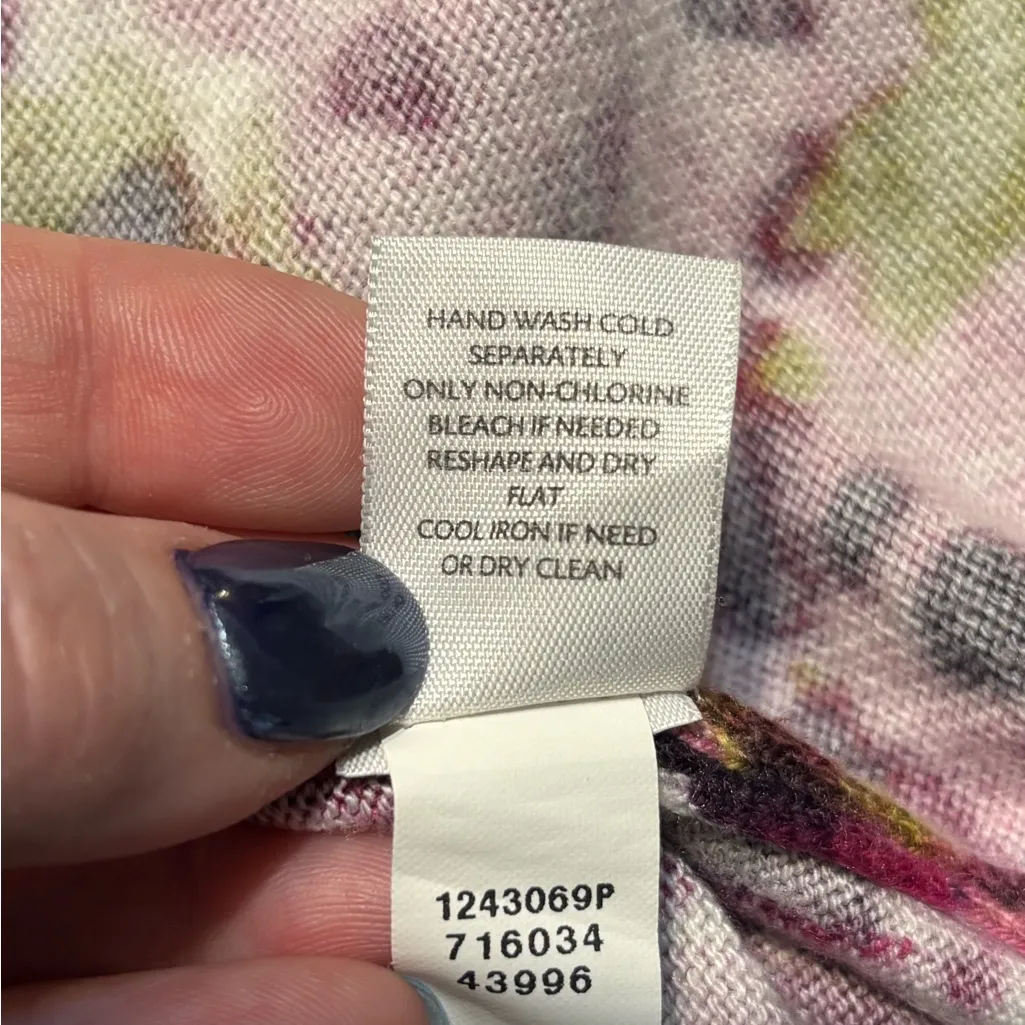 HAND WASH COLD
SEPARATELY
ONLY NON-CHLORINE
BLEACH IF NEEDED
RESHAPE AND DRY
FLAT
COOL IRON IF NEED
OR DRY CLEAN
1243069P
716034
43996